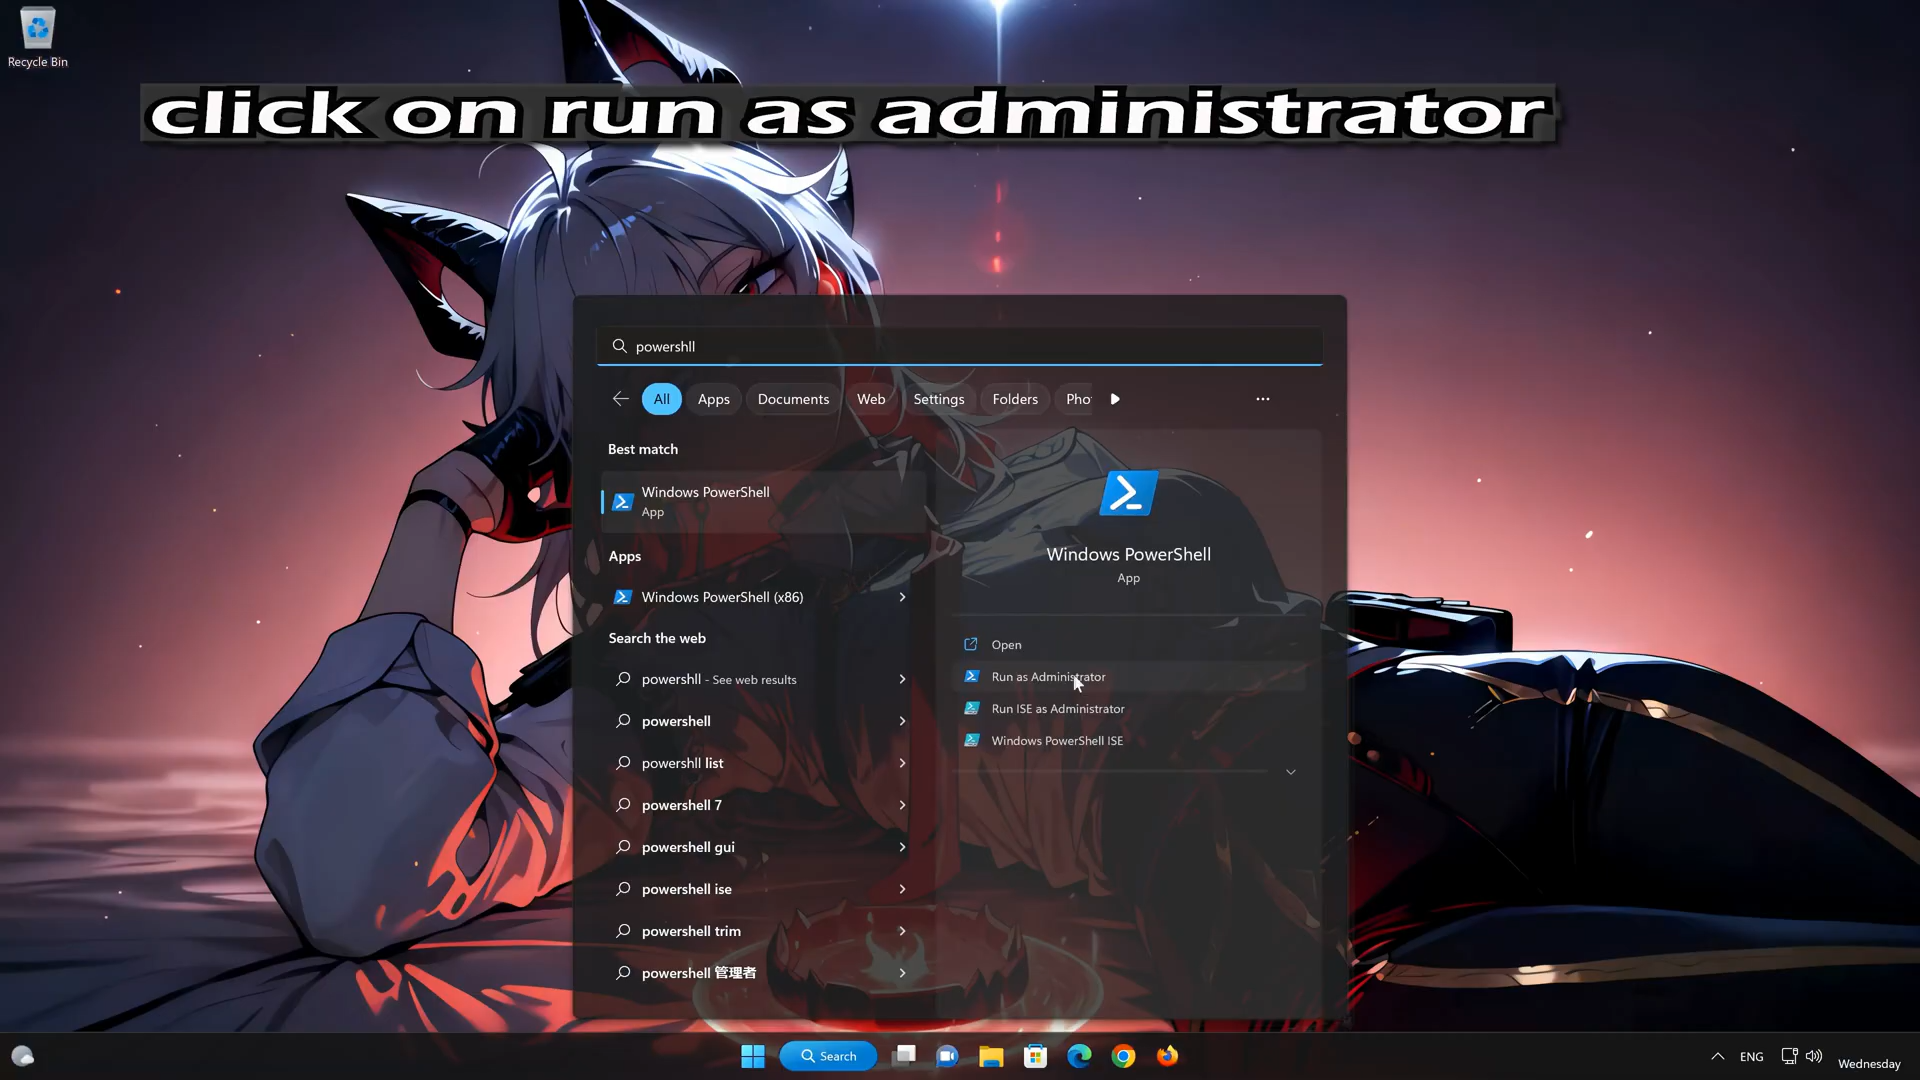 Recycle Bin
click on run as administrator
powershll
All
Apps
Documents
Web
Settings
Folders
Pho
Best match
Windows PowerShell
App
Apps
Windows PowerShell (x86)
Search the web
powershll - See web results
powershell
powershll list
powershell 7
powershell gui
powershell ise
powershell trim
powershell 管理者
Windows PowerShell
App
Open
Run as Administrator
Run ISE as Administrator
Windows PowerShell ISE
Search
ENG
Wednesday